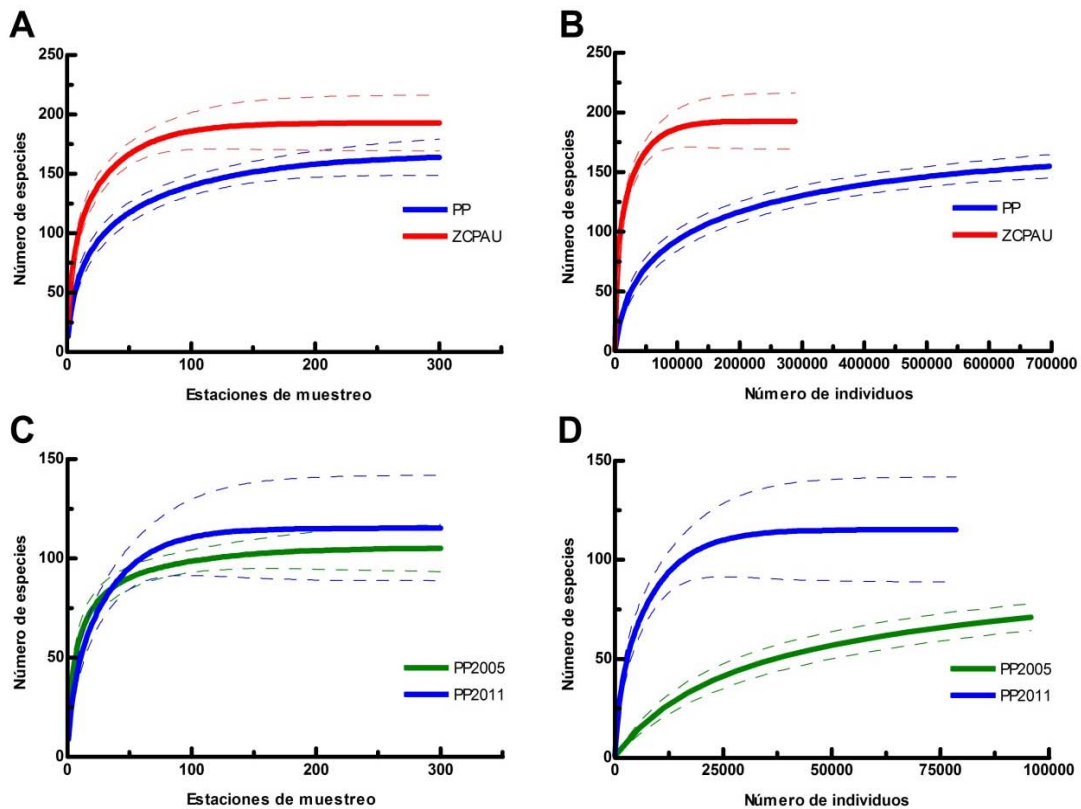 A
Número de especies
250
200
150
100
50
0
0 100 200 300
Estaciones de muestreo
PP
ZCPAU
B
Número de especies
250
200
150
100
50
0
0 100000 200000 300000 400000 500000 600000 700000
Número de individuos
PP
ZCPAU
C
Número de especies
150
100
50
0
0 100 200 300
Estaciones de muestreo
PP2005
PP2011
D
Número de especies
150
100
50
0
0 25000 50000 75000 100000
Número de individuos
PP2005
PP2011